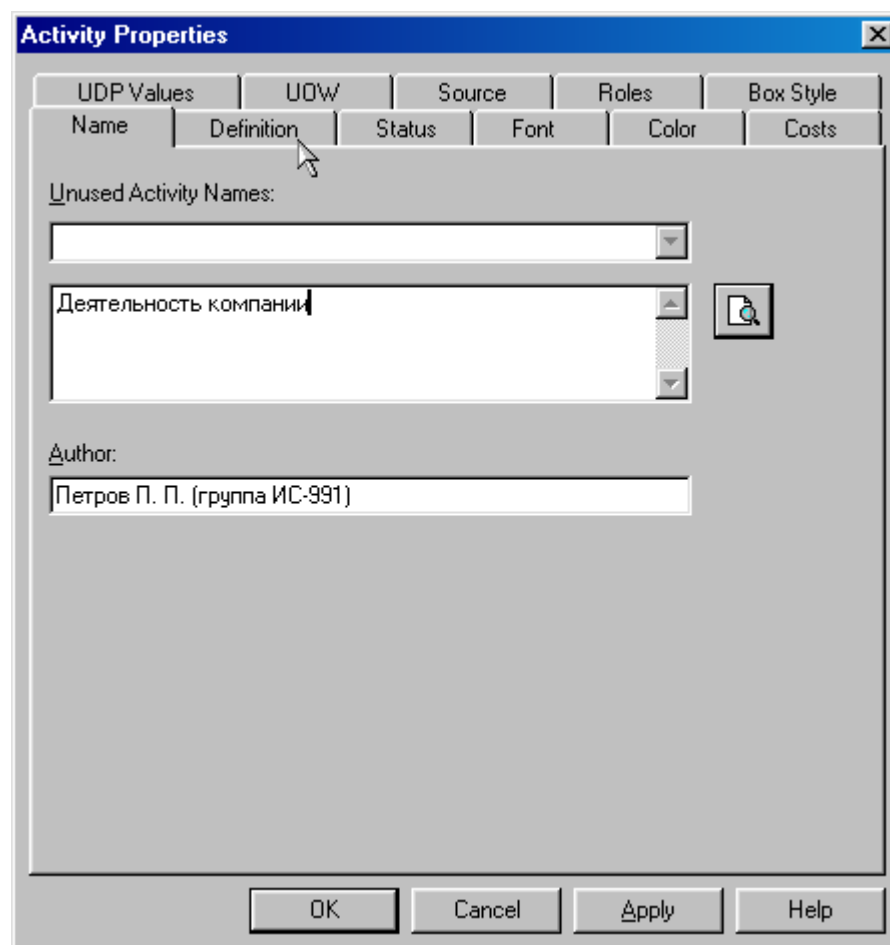 Activity Properties
UDP Values UOW Source Roles Box Style
Name Definition Status Font Color Costs
Unused Activity Names:
Деятельность компании
Author:
Петров П. П. (группа ИС-991)
OK Cancel Apply Help